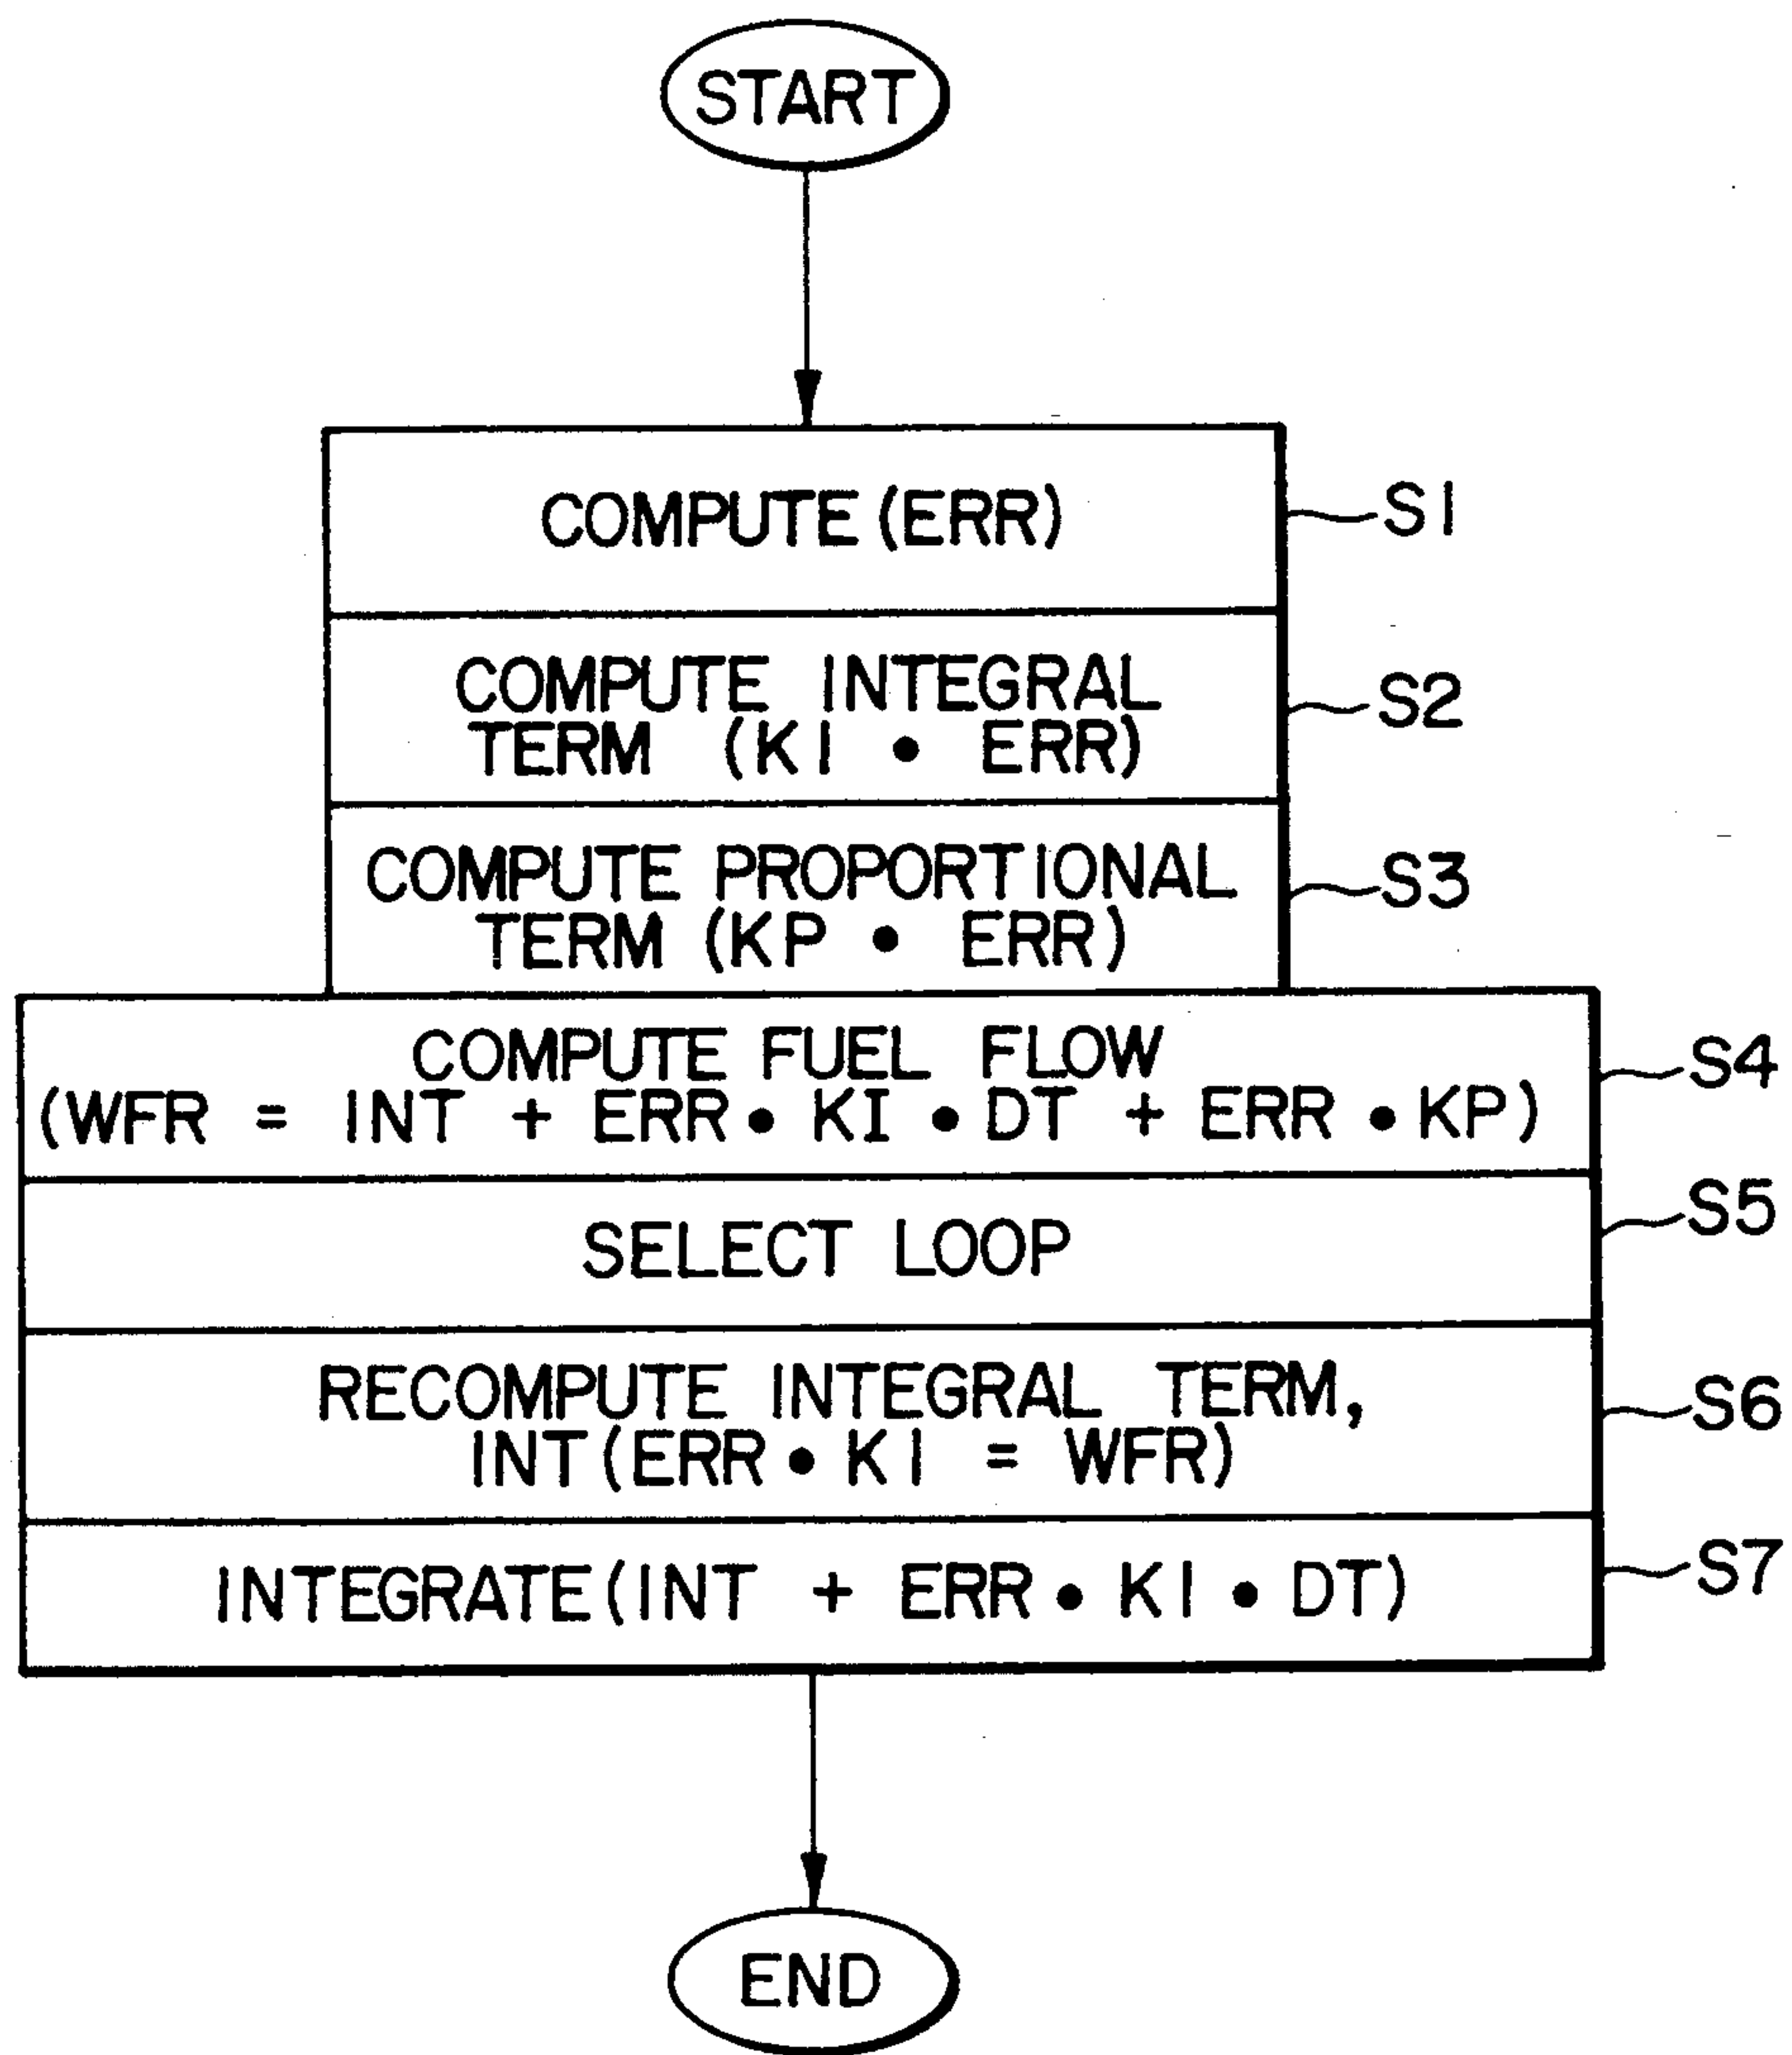 START
COMPUTE (ERR)
S1
COMPUTE INTEGRAL
TERM (KI • ERR)
S2
COMPUTE PROPORTIONAL
TERM (KP • ERR)
S3
COMPUTE FUEL FLOW
(WFR = INT + ERR • KI • DT + ERR • KP)
S4
SELECT LOOP
S5
RECOMPUTE INTEGRAL TERM,
INT (ERR • KI = WFR)
S6
INTEGRATE (INT + ERR • KI • DT)
S7
END